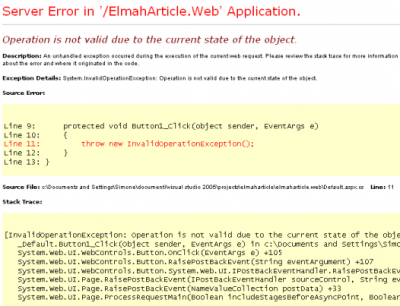 Server Error in '/ElmahArticle.Web' Application.
Operation is not valid due to the current state of the object.
Description: An unhandled exception occurred during the execution of the current web request. Please review the stack trace for more information
about the error and where it originated in the code.
Exception Details: System.InvalidOperationException: Operation is not valid due to the current state of the object.
Source Error:
Line 9:      protected void Button1_Click(object sender, EventArgs e)
Line 10:     {
Line 11:         throw new InvalidOperationException();
Line 12:     }
Line 13: }
Source File: c:\Documents and Settings\Simone\documenti\visual studio 2005\projects\elmaharticle\elmaharticle.web\Default.aspx.cs    Line: 11
Stack Trace:
[InvalidOperationException: Operation is not valid due to the current state of the obje
_Default.Button1_Click(Object sender, EventArgs e) in c:\Documents and Settings\Simo
System.Web.UI.WebControls.Button.OnClick(EventArgs e) +105
System.Web.UI.WebControls.Button.RaisePostBackEvent(String eventArgument) +107
System.Web.UI.WebControls.Button.System.Web.UI.IPostBackEventHandler.RaisePostBackEv
System.Web.UI.Page.RaisePostBackEvent(IPostBackEventHandler sourceControl, String ev
System.Web.UI.Page.RaisePostBackEvent(NameValueCollection postData) +33
System.Web.UI.Page.ProcessRequestMain(Boolean includeStagesBeforeAsyncPoint, Boolean